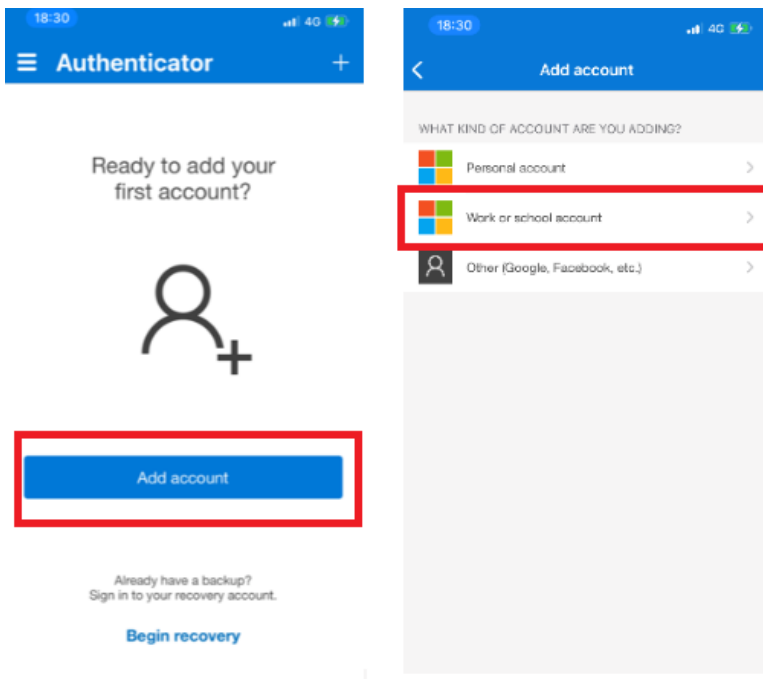 18:30
4G
Authenticator
Ready to add your
first account?
Add account
Already have a backup?
Sign in to your recovery account.
Begin recovery
18:30
4G
Add account
WHAT KIND OF ACCOUNT ARE YOU ADDING?
Personal account
Work or school account
Other (Google, Facebook, etc.)